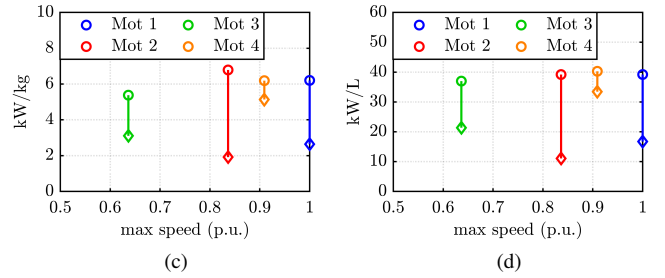 10
8
6
4
2
0
kW/kg
Mot 1
Mot 3
Mot 2
Mot 4
0.5 0.6 0.7 0.8 0.9 1
max speed (p.u.)
(c)
60
50
40
30
20
10
0
kW/L
Mot 1
Mot 3
Mot 2
Mot 4
0.5 0.6 0.7 0.8 0.9 1
max speed (p.u.)
(d)